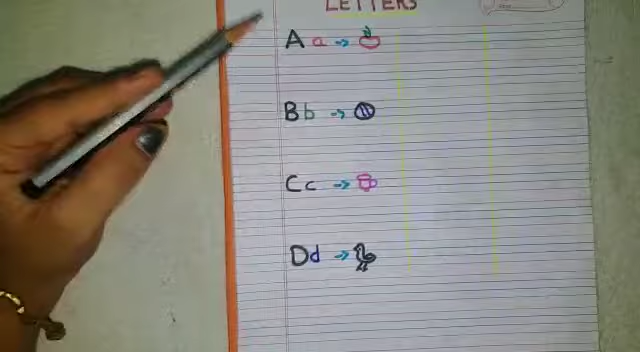 LETTERS
A a →
B b →
C c →
D d →